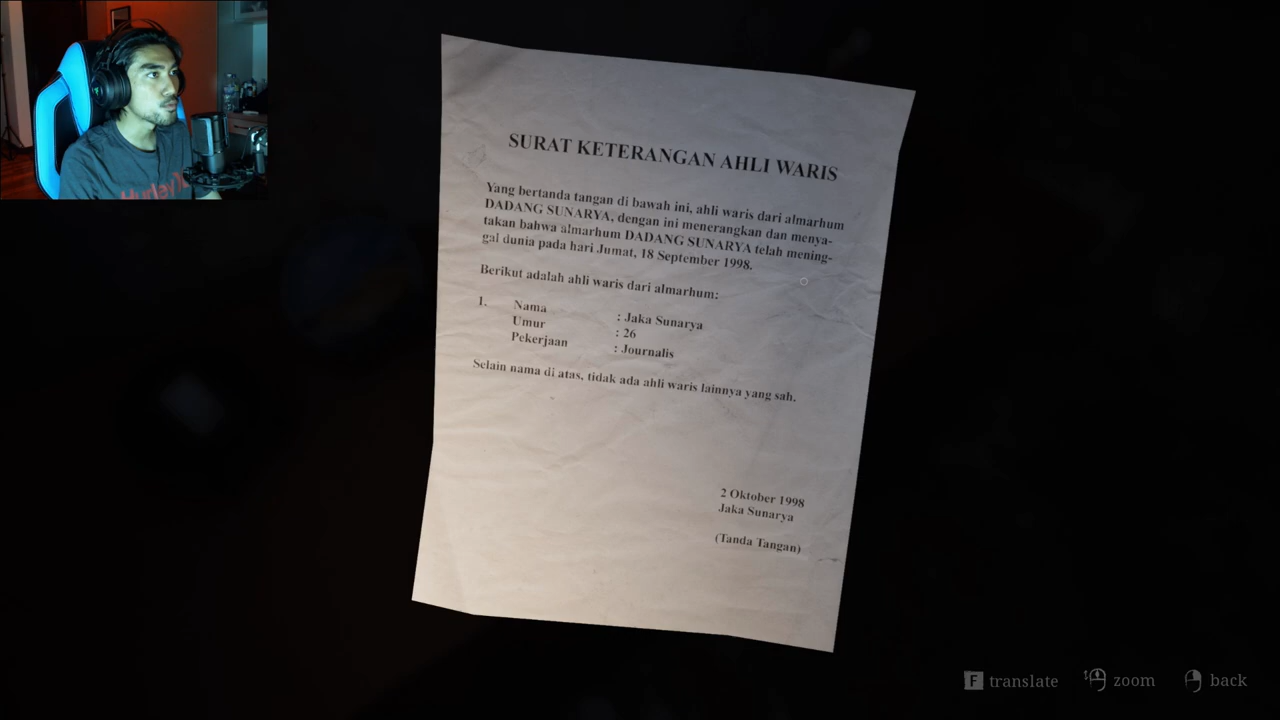 SURAT KETERANGAN AHLI WARIS
Yang bertanda tangan di bawah ini, ahli waris dari almarhum
DADANG SUNARYA, dengan ini menerangkan dan menya-
takan bahwa almarhum DADANG SUNARYA telah mening-
gal dunia pada hari Jumat, 18 September 1998.
Berikut adalah ahli waris dari almarhum:
1. Nama : Jaka Sunarya
Umur : 26
Pekerjaan : Journalis
Selain nama di atas, tidak ada ahli waris lainnya yang sah.
2 Oktober 1998
Jaka Sunarya
(Tanda Tangan)
F translate zoom back
Hurley